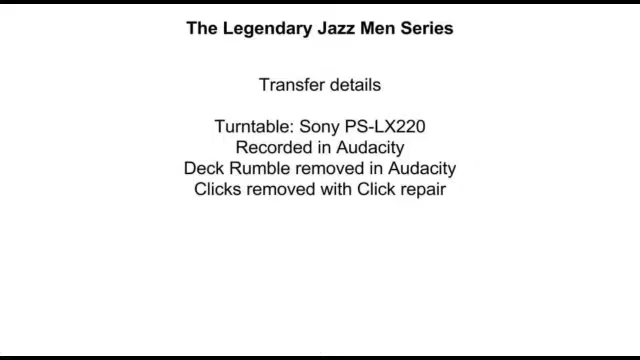 The Legendary Jazz Men Series
Transfer details
Turntable: Sony PS-LX220
Recorded in Audacity
Deck Rumble removed in Audacity
Clicks removed with Click repair